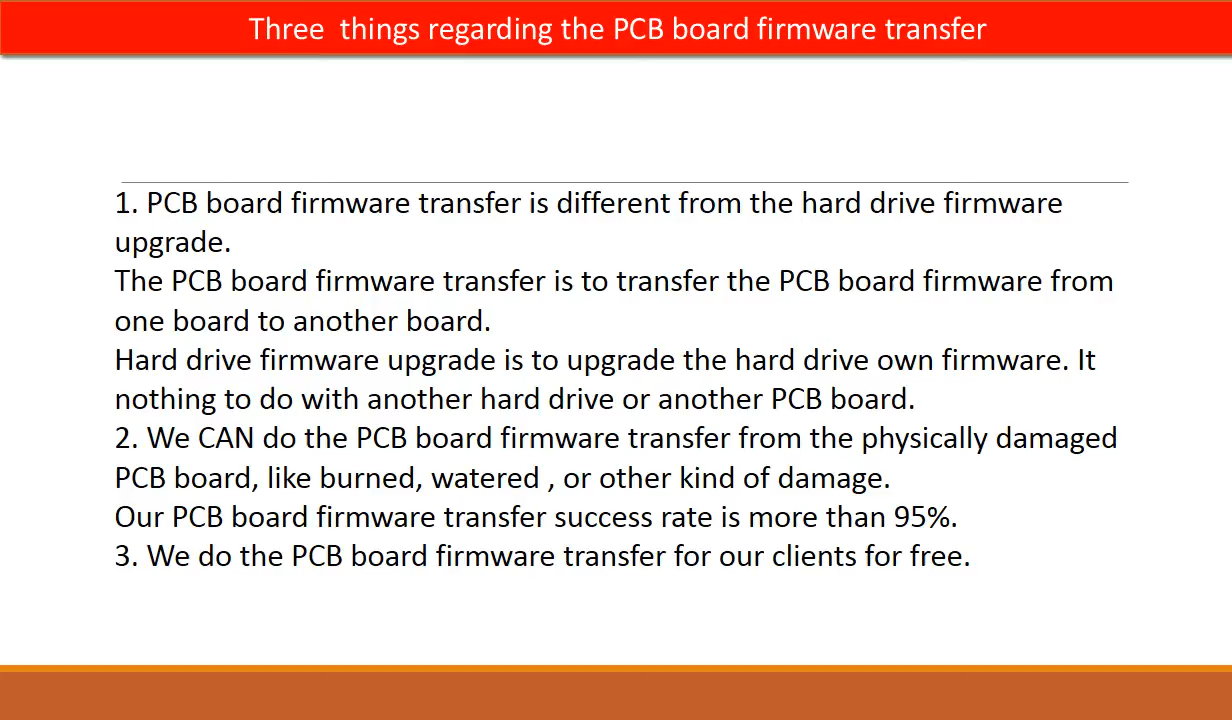 Three  things regarding the PCB board firmware transfer
1. PCB board firmware transfer is different from the hard drive firmware
upgrade.
The PCB board firmware transfer is to transfer the PCB board firmware from
one board to another board.
Hard drive firmware upgrade is to upgrade the hard drive own firmware. It
nothing to do with another hard drive or another PCB board.
2. We CAN do the PCB board firmware transfer from the physically damaged
PCB board, like burned, watered , or other kind of damage.
Our PCB board firmware transfer success rate is more than 95%.
3. We do the PCB board firmware transfer for our clients for free.